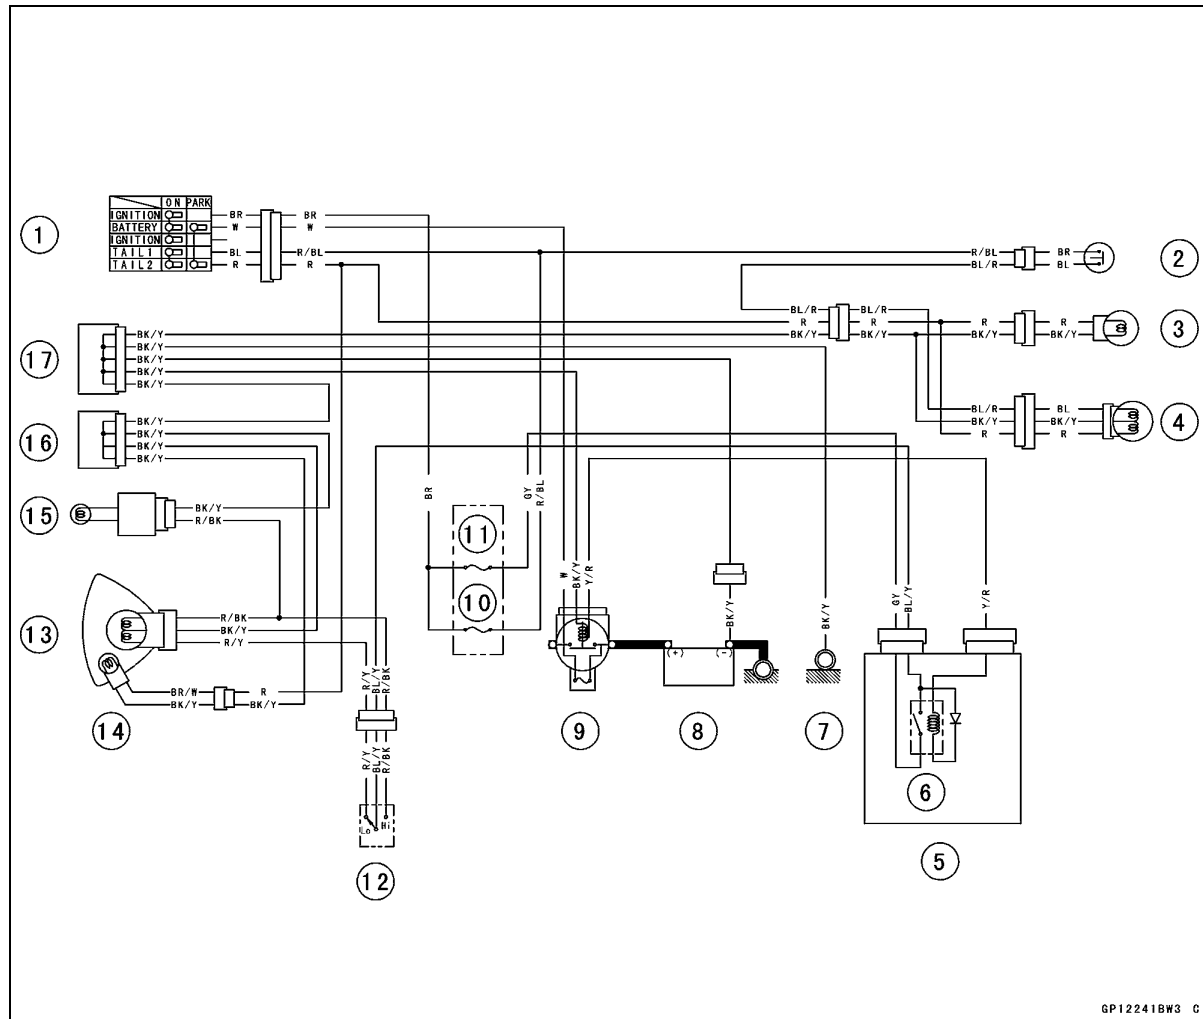 ON PARK
IGNITION
BATTERY
IGNITION
TAIL1
TAIL2
BR BR
W W
BL R/BL
R R
1
R/BL BR
BL/R BL
2
BL/R BL/R
R R R R
BK/Y BK/Y BK/Y BK/Y
3
BL/R BL
BK/Y BK/Y
R R
4
17
BK/Y
BK/Y
BK/Y
BK/Y
BK/Y
16
BK/Y
BK/Y
BK/Y
BK/Y
15
BK/Y
R/BK
BR
GY
R/BL
11
10
W
BK/Y
Y/R
BK/Y
BK/Y
GY
BL/Y
Y/R
13
R/BK
BK/Y
R/Y
(+) (-)
BR/W R
BK/Y BK/Y
14
R/Y
BL/Y
R/BK
R/Y
BL/Y
R/BK
9
8
7
6
Lo Hi
12
5
GP12241BW3 C